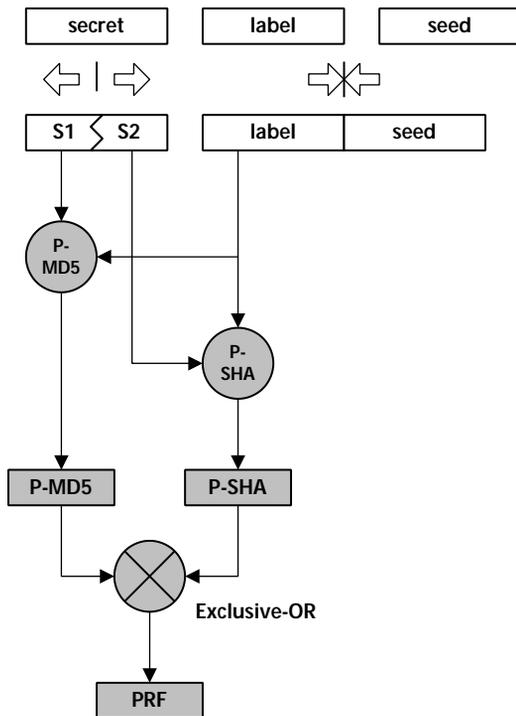 secret label seed
S1 S2 label seed
P-
MD5
P-
SHA
P-MD5 P-SHA
Exclusive-OR
PRF